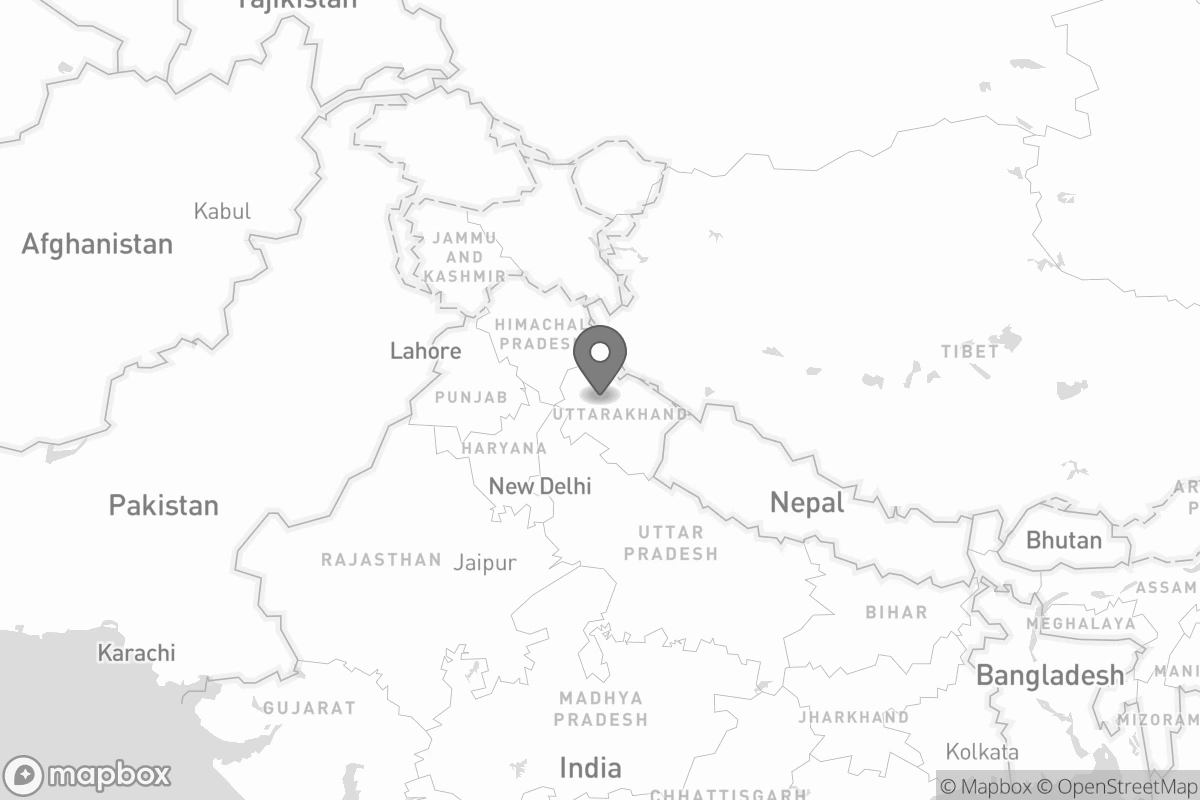 Tajikistan
Kabul
Afghanistan
JAMMU
AND
KASHMIR
HIMACHAL
PRADESH
Lahore
TIBET
PUNJAB
UTTARAKHAND
HARYANA
New Delhi
Pakistan
Nepal
AR
P
UTTAR
PRADESH
Bhutan
RAJASTHAN
Jaipur
ASSAM
BIHAR
MEGHALAYA
Karachi
Bangladesh
MANI
GUJARAT
MADHYA
PRADESH
JHARKHAND
MIZORAM
Kolkata
India
mapbox
CHHATTISGARH
© Mapbox © OpenStreetMap